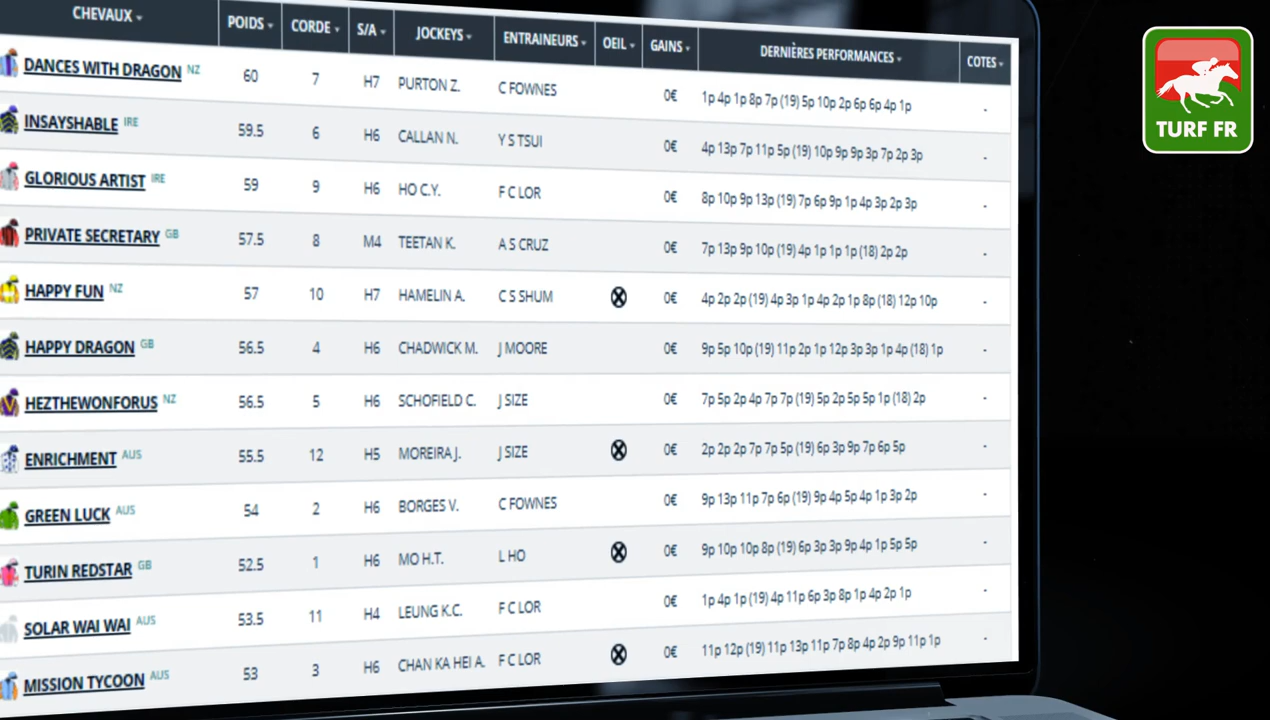 CHEVAUX POIDS CORDE S/A JOCKEYS ENTRAINEURS OEIL GAINS DERNIÈRES PERFORMANCES COTES
DANCES WITH DRAGON NZ 60 7 H7 PURTON Z. C FOWNES 0€ 1p 4p 1p 8p 7p (19) 5p 10p 2p 6p 6p 4p 1p -
INSAYSHABLE IRE 59.5 6 H6 CALLAN N. Y S TSUI 0€ 4p 13p 7p 11p 5p (19) 10p 9p 9p 3p 7p 2p 3p -
GLORIOUS ARTIST IRE 59 9 H6 HO C.Y. F C LOR 0€ 8p 10p 9p 13p (19) 7p 6p 9p 1p 4p 3p 2p 3p -
PRIVATE SECRETARY GB 57.5 8 M4 TEETAN K. A S CRUZ 0€ 7p 13p 9p 10p (19) 4p 1p 1p 1p (18) 2p 2p -
HAPPY FUN NZ 57 10 H7 HAMELIN A. C S SHUM 0€ 4p 2p 2p (19) 4p 3p 1p 4p 2p 1p 8p (18) 12p 10p -
HAPPY DRAGON GB 56.5 4 H6 CHADWICK M. J MOORE 0€ 9p 5p 10p (19) 11p 2p 1p 12p 3p 3p 1p 4p (18) 1p -
HEZTHEWONFORUS NZ 56.5 5 H6 SCHOFIELD C. J SIZE 0€ 7p 5p 2p 4p 7p 7p (19) 5p 2p 5p 5p 1p (18) 2p -
ENRICHMENT AUS 55.5 12 H5 MOREIRA J. J SIZE 0€ 2p 2p 2p 7p 7p 5p (19) 6p 3p 9p 7p 6p 5p -
GREEN LUCK AUS 54 2 H6 BORGES V. C FOWNES 0€ 9p 13p 11p 7p 6p (19) 9p 4p 5p 4p 1p 3p 2p -
TURIN REDSTAR GB 52.5 1 H6 MO H.T. L HO 0€ 9p 10p 10p 8p (19) 6p 3p 3p 9p 4p 1p 5p 5p -
SOLAR WAI WAI AUS 53.5 11 H4 LEUNG K.C. F C LOR 0€ 1p 4p 1p (19) 4p 11p 6p 3p 8p 1p 4p 2p 1p -
MISSION TYCOON AUS 53 3 H6 CHAN KA HEI A. F C LOR 0€ 11p 12p (19) 11p 13p 11p 7p 8p 4p 2p 9p 11p 1p -
TURF FR